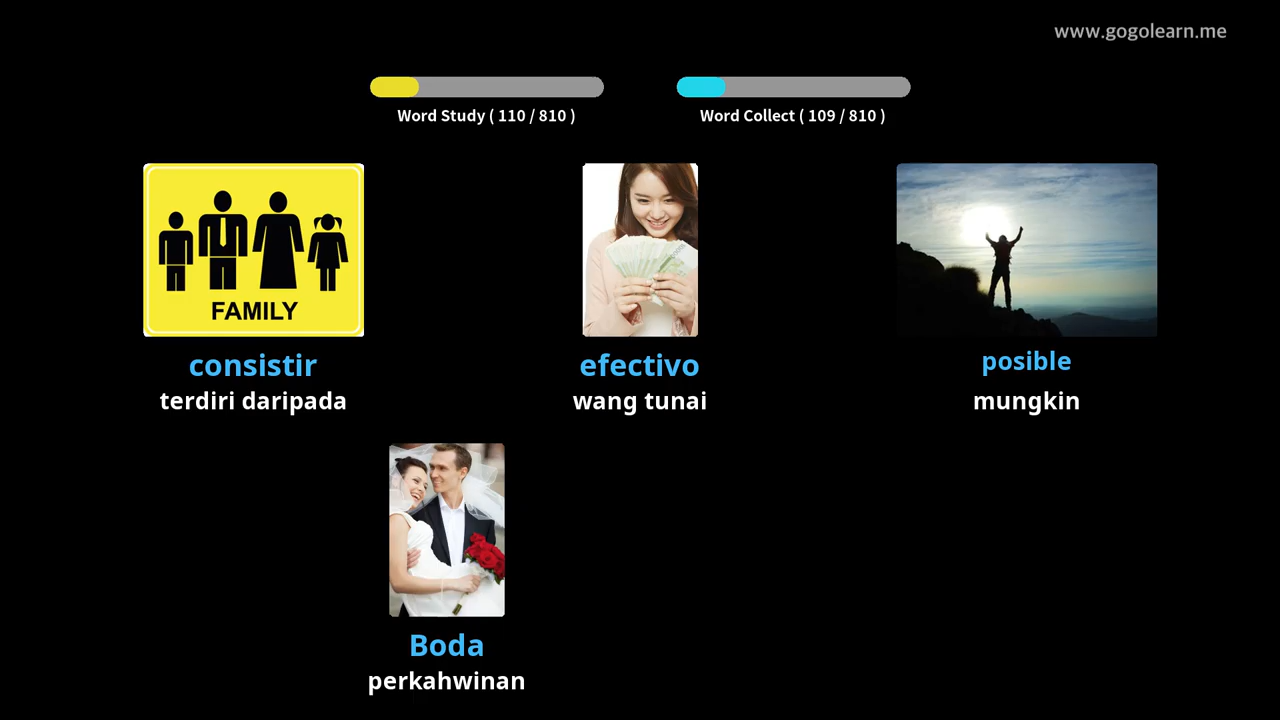 www.gogolearn.me
Word Study ( 110 / 810 )
Word Collect ( 109 / 810 )
FAMILY
consistir
terdiri daripada
efectivo
wang tunai
posible
mungkin
Boda
perkahwinan